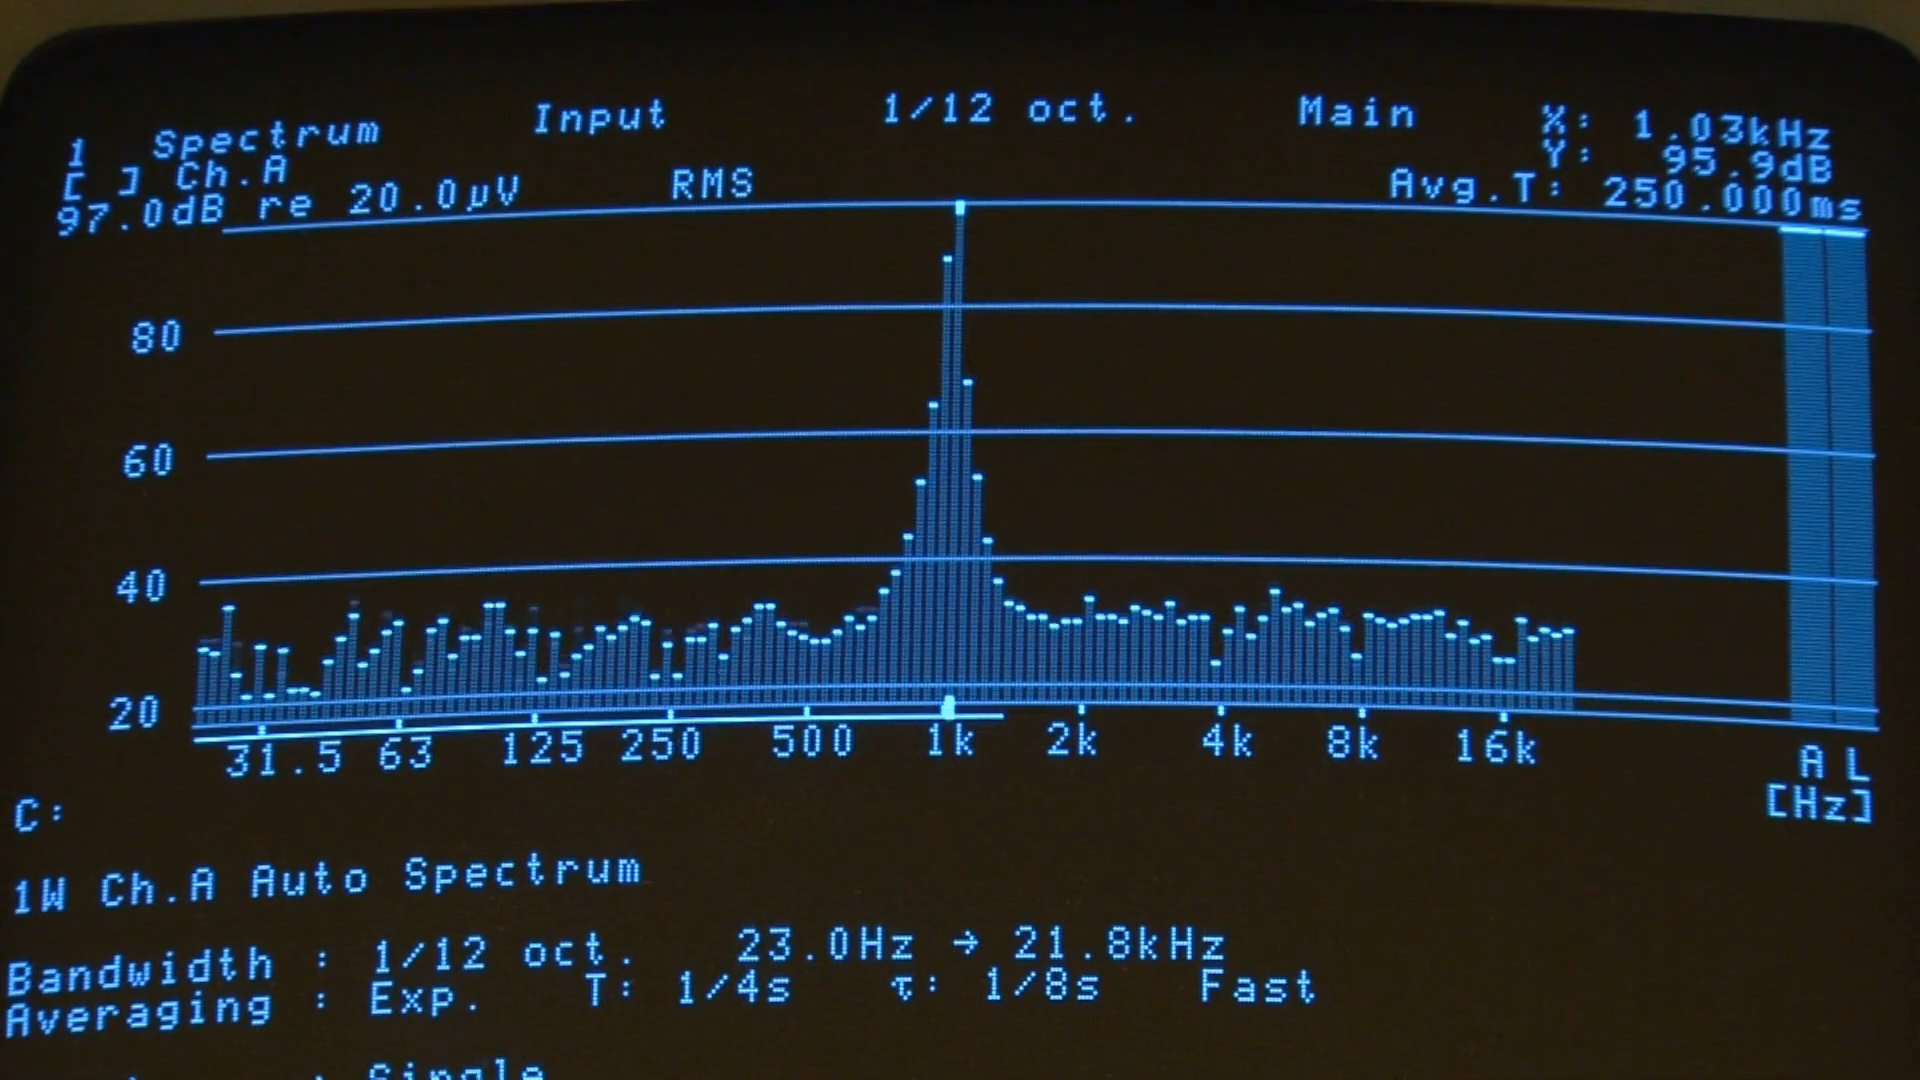 1 Spectrum Input 1/12 oct. Main X: 1.03kHz
[ ] Ch.A Y: 95.9dB
97.0dB re 20.0µV RMS Avg.T: 250.000ms
80
60
40
20
31.5 63 125 250 500 1k 2k 4k 8k 16k A L
[Hz]
C:
1W Ch.A Auto Spectrum
Bandwidth : 1/12 oct. 23.0Hz → 21.8kHz
Averaging : Exp. T: 1/4s τ: 1/8s Fast
: Single